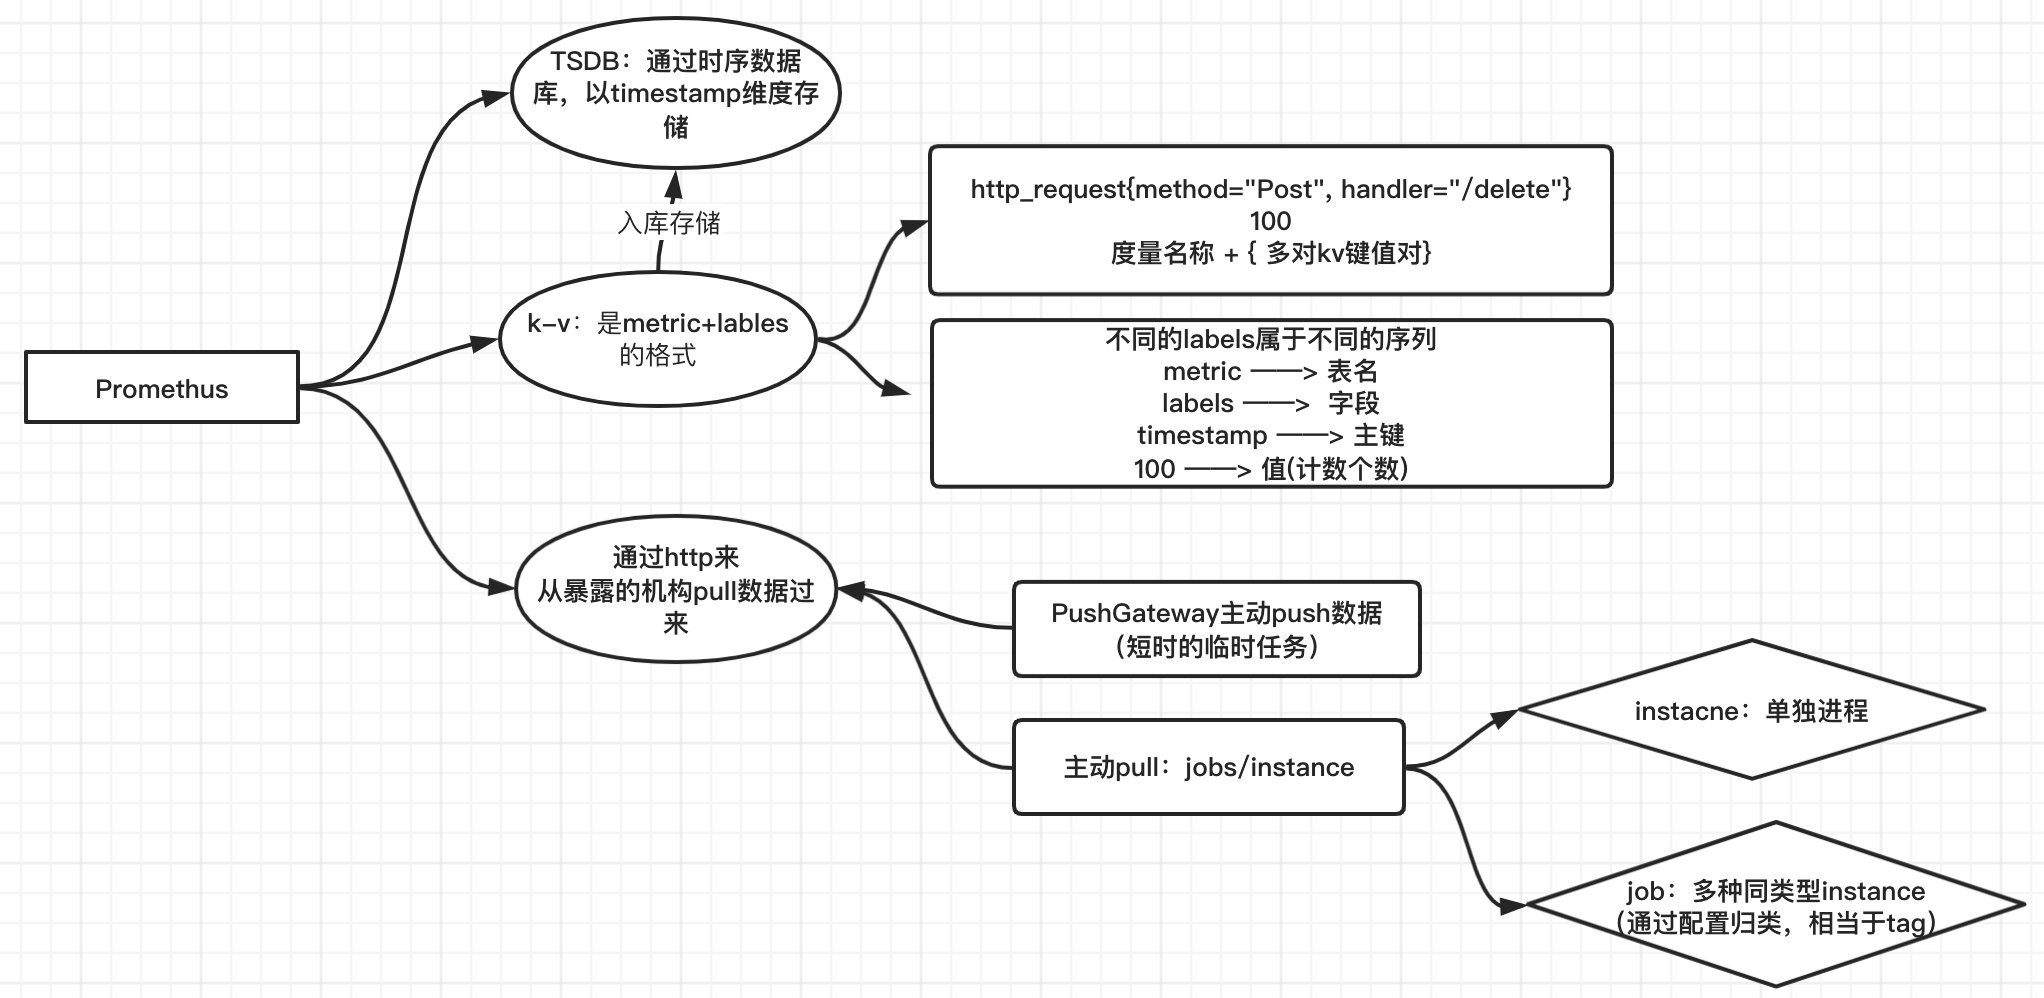 TSDB：通过时序数据
库，以timestamp维度存
储
入库存储
http_request{method="Post", handler="/delete"}
100
度量名称 + { 多对kv键值对}
k-v：是metric+lables
的格式
Promethus
不同的labels属于不同的序列
metric ——> 表名
labels ——> 字段
timestamp ——> 主键
100 ——> 值(计数个数)
通过http来
从暴露的机构pull数据过
来
PushGateway主动push数据
（短时的临时任务）
主动pull：jobs/instance
instacne：单独进程
job：多种同类型instance
（通过配置归类，相当于tag）